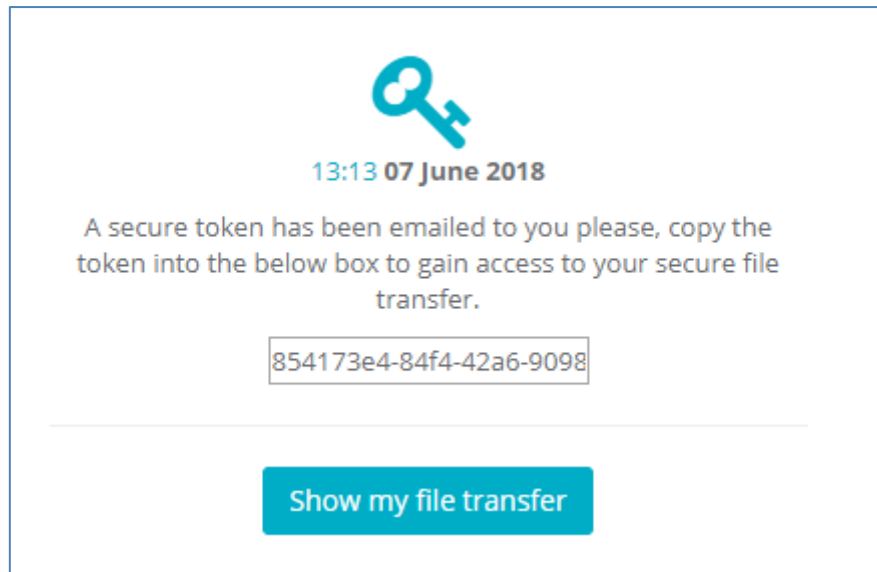 13:13 07 June 2018
A secure token has been emailed to you please, copy the
token into the below box to gain access to your secure file
transfer.
854173e4-84f4-42a6-9098
Show my file transfer